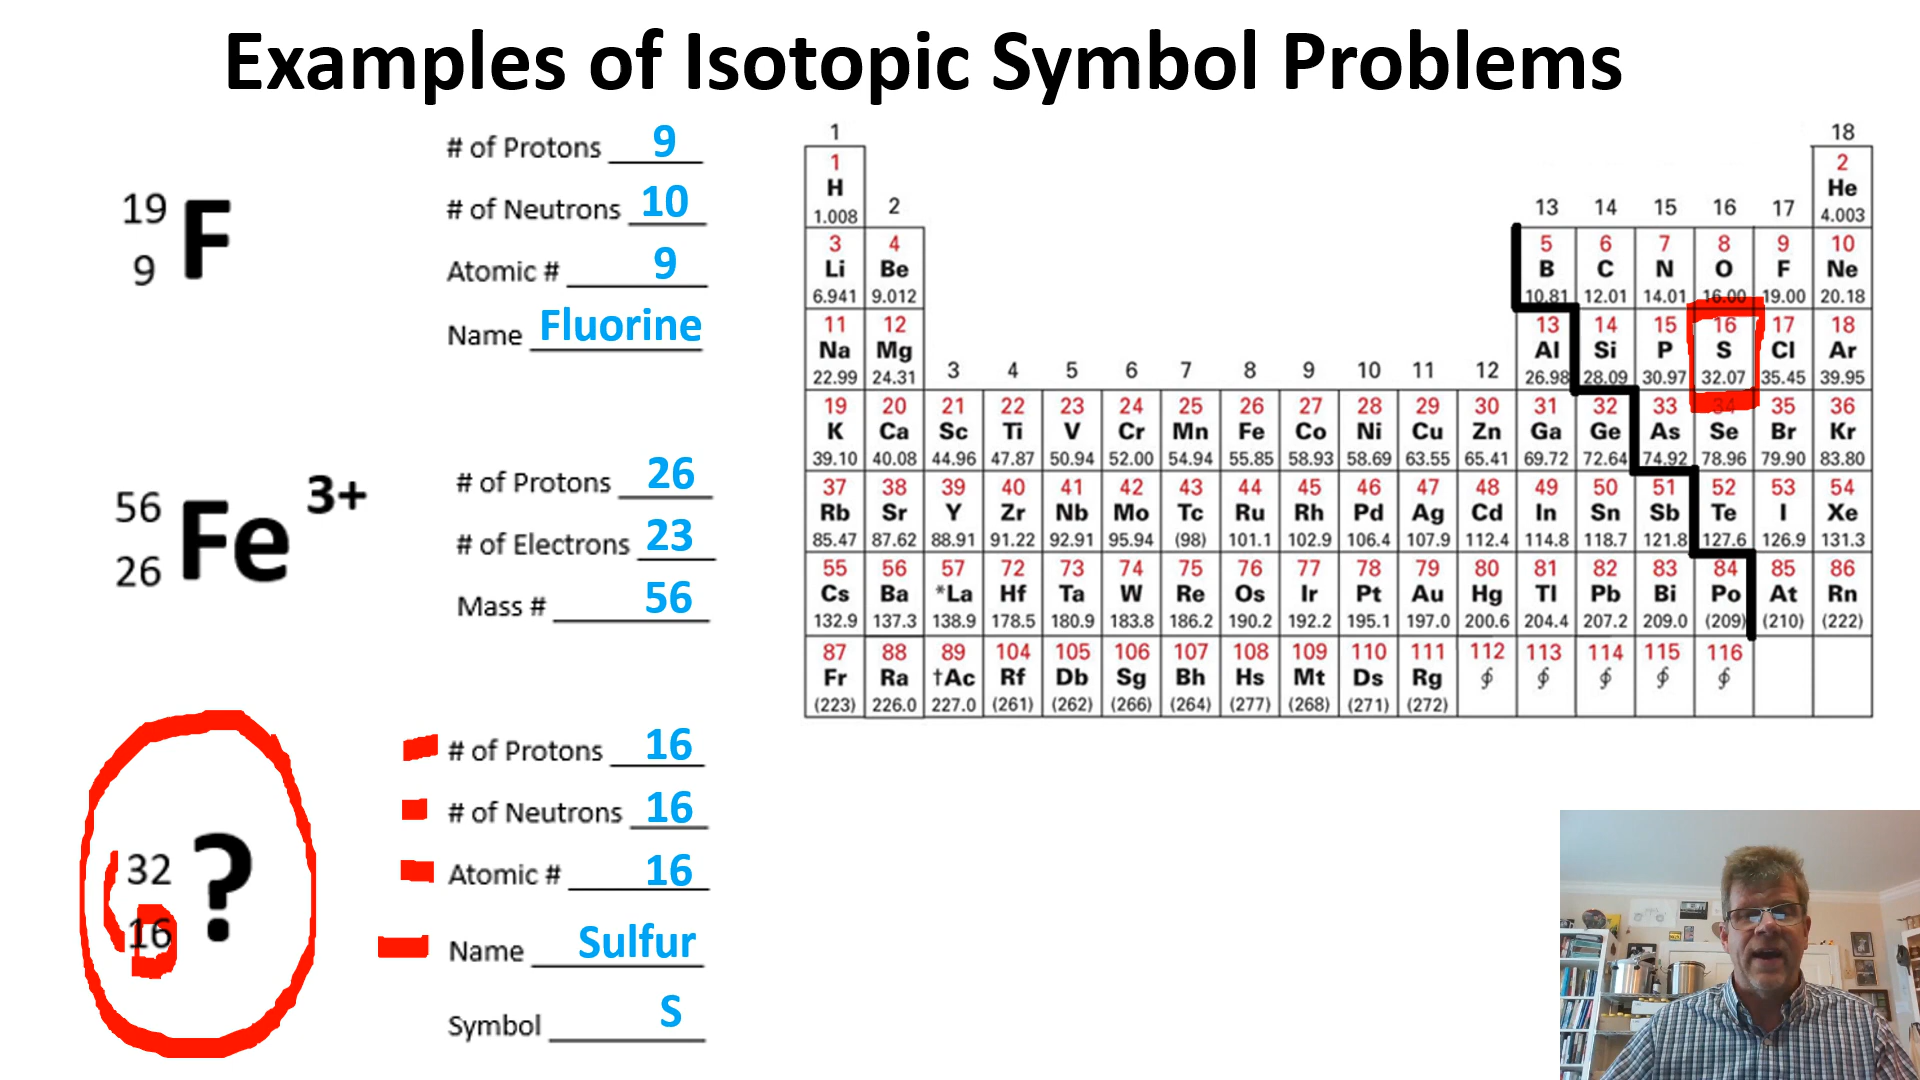 Examples of Isotopic Symbol Problems
19
9
F
# of Protons 9
# of Neutrons 10
Atomic # 9
Name Fluorine
56
26
Fe 3+
# of Protons 26
# of Electrons 23
Mass # 56
32
16
?
# of Protons 16
# of Neutrons 16
Atomic # 16
Name Sulfur
Symbol S
1 18
1 2
H He
1.008 2 13 14 15 16 17 4.003
3 4 5 6 7 8 9 10
Li Be B C N O F Ne
6.941 9.012 10.81 12.01 14.01 16.00 19.00 20.18
11 12 13 14 15 16 17 18
Na Mg Al Si P S Cl Ar
22.99 24.31 3 4 5 6 7 8 9 10 11 12 26.98 28.09 30.97 32.07 35.45 39.95
19 20 21 22 23 24 25 26 27 28 29 30 31 32 33 34 35 36
K Ca Sc Ti V Cr Mn Fe Co Ni Cu Zn Ga Ge As Se Br Kr
39.10 40.08 44.96 47.87 50.94 52.00 54.94 55.85 58.93 58.69 63.55 65.41 69.72 72.64 74.92 78.96 79.90 83.80
37 38 39 40 41 42 43 44 45 46 47 48 49 50 51 52 53 54
Rb Sr Y Zr Nb Mo Tc Ru Rh Pd Ag Cd In Sn Sb Te I Xe
85.47 87.62 88.91 91.22 92.91 95.94 (98) 101.1 102.9 106.4 107.9 112.4 114.8 118.7 121.8 127.6 126.9 131.3
55 56 57 72 73 74 75 76 77 78 79 80 81 82 83 84 85 86
Cs Ba *La Hf Ta W Re Os Ir Pt Au Hg Tl Pb Bi Po At Rn
132.9 137.3 138.9 178.5 180.9 183.8 186.2 190.2 192.2 195.1 197.0 200.6 204.4 207.2 209.0 (209) (210) (222)
87 88 89 104 105 106 107 108 109 110 111 112 113 114 115 116
Fr Ra †Ac Rf Db Sg Bh Hs Mt Ds Rg ∮ ∮ ∮ ∮ ∮
(223) 226.0 227.0 (261) (262) (266) (264) (277) (268) (271) (272)